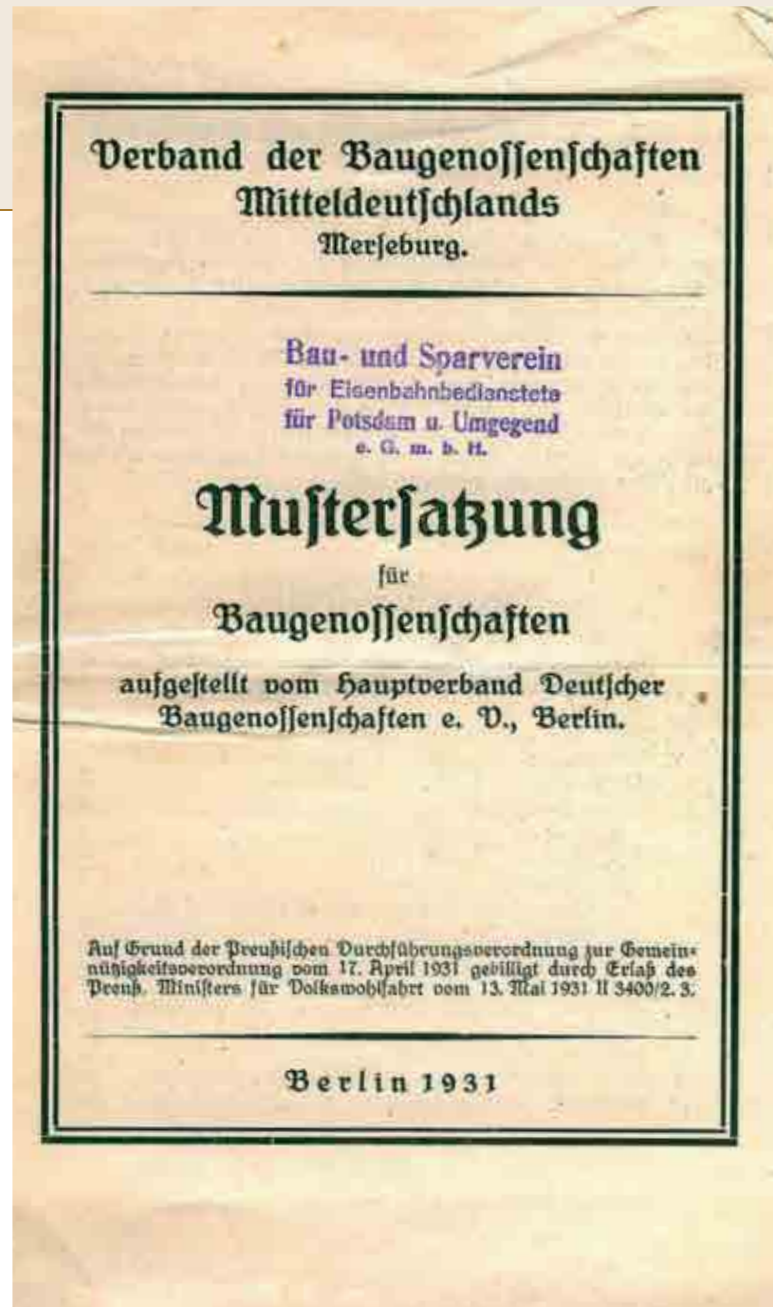 Verband der Baugenossenschaften
Mitteldeutschlands
Merseburg.
Bau- und Sparverein
für Eisenbahnbedienstete
für Potsdam u. Umgegend
e. G. m. b. H.
Mustersatzung
für
Baugenossenschaften
aufgestellt vom Hauptverband Deutscher
Baugenossenschaften e. V., Berlin.
Auf Grund der Preußischen Durchführungsverordnung zur Gemein-
nützigkeitsverordnung vom 17. April 1931 gebilligt durch Erlaß des
Preuß. Ministers für Volkswohlfahrt vom 13. Mai 1931 II 3400/2. 3.
Berlin 1931